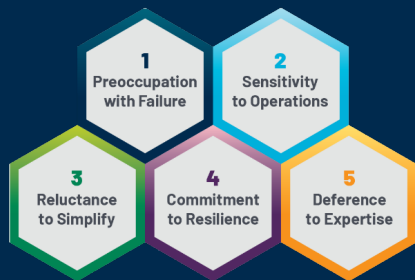 1
Preoccupation
with Failure
2
Sensitivity
to Operations
3
Reluctance
to Simplify
4
Commitment
to Resilience
5
Deference
to Expertise